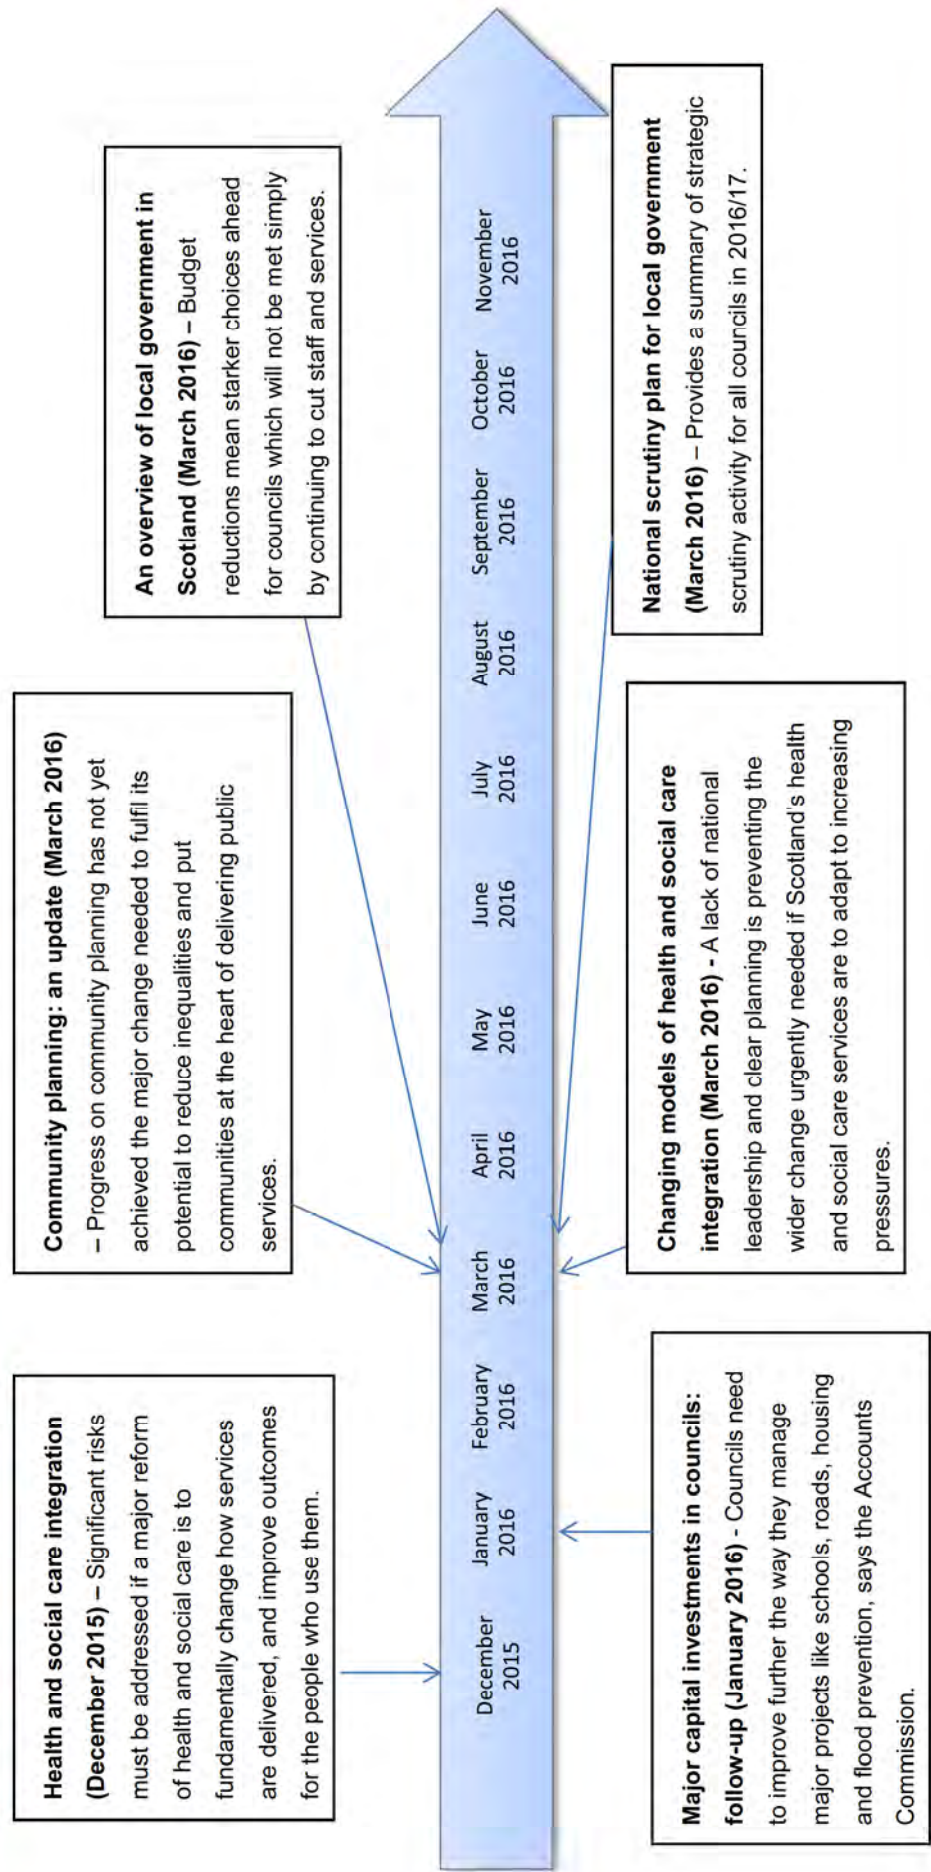 Health and social care integration
(December 2015) – Significant risks
must be addressed if a major reform
of health and social care is to
fundamentally change how services
are delivered, and improve outcomes
for the people who use them.
Community planning: an update (March 2016)
– Progress on community planning has not yet
achieved the major change needed to fulfil its
potential to reduce inequalities and put
communities at the heart of delivering public
services.
An overview of local government in
Scotland (March 2016) – Budget
reductions mean starker choices ahead
for councils which will not be met simply
by continuing to cut staff and services.
December
2015
January
2016
February
2016
March
2016
April
2016
May
2016
June
2016
July
2016
August
2016
September
2016
October
2016
November
2016
Major capital investments in councils:
follow-up (January 2016) - Councils need
to improve further the way they manage
major projects like schools, roads, housing
and flood prevention, says the Accounts
Commission.
Changing models of health and social care
integration (March 2016) - A lack of national
leadership and clear planning is preventing the
wider change urgently needed if Scotland's health
and social care services are to adapt to increasing
pressures.
National scrutiny plan for local government
(March 2016) – Provides a summary of strategic
scrutiny activity for all councils in 2016/17.